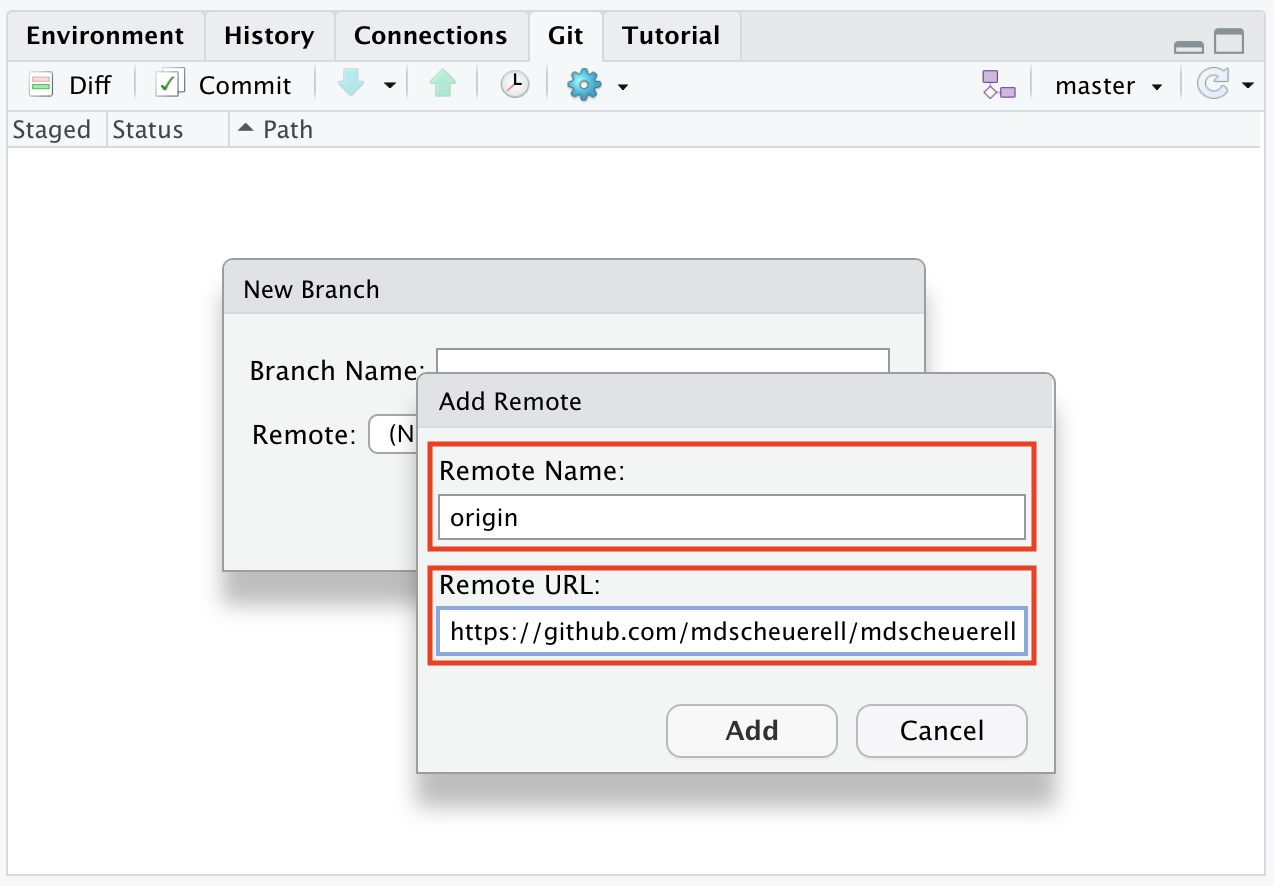 Environment History Connections Git Tutorial
Diff Commit master
Staged Status Path
New Branch
Branch Name:
Remote: (N
Add Remote
Remote Name:
origin
Remote URL:
https://github.com/mdscheuerell/mdscheuerell
Add Cancel